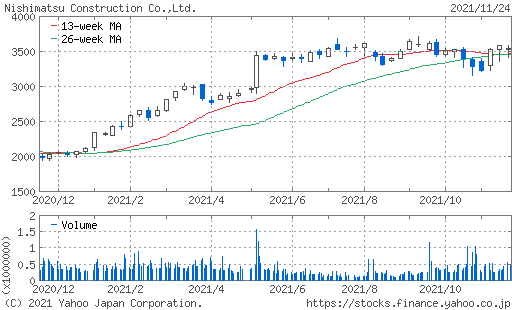 Nishimatsu Construction Co.,Ltd. 2021/11/24
4000
13-week MA
26-week MA
3500
3000
2500
2000
1500
2020/12 2021/2 2021/4 2021/6 2021/8 2021/10
2
Volume
1.5
1
0.5
0
(x1000000)
2020/12 2021/2 2021/4 2021/6 2021/8 2021/10
(C) 2021 Yahoo Japan Corporation. https://stocks.finance.yahoo.co.jp